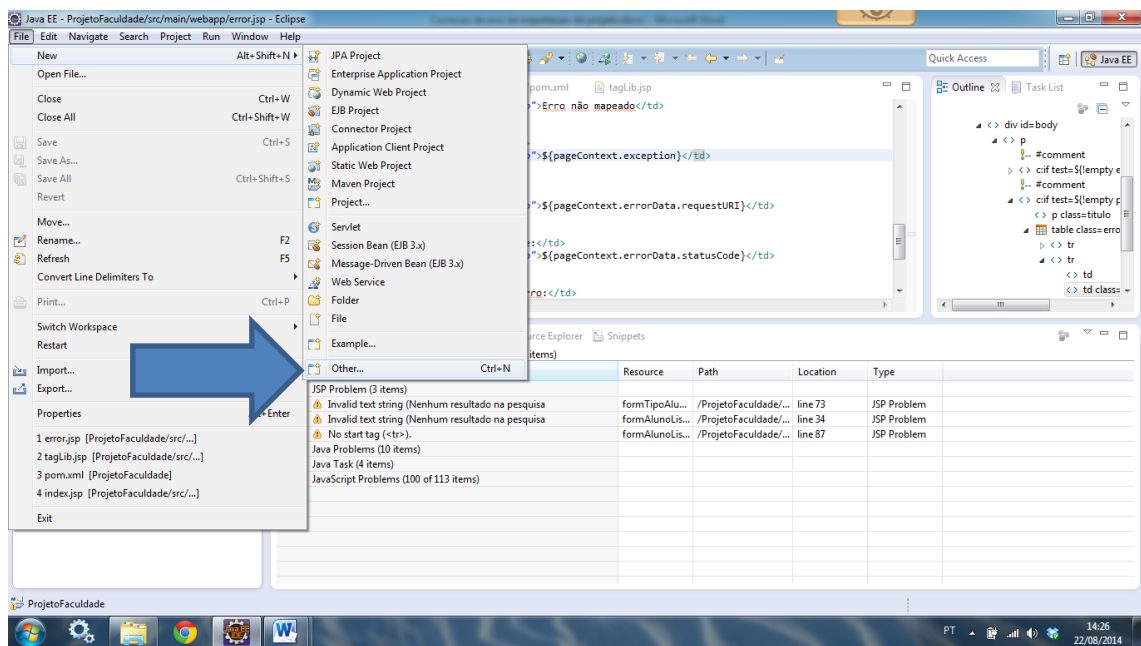 Java EE - ProjetoFaculdade/src/main/webapp/error.jsp - Eclipse
File Edit Navigate Search Project Run Window Help
New Alt+Shift+N
Open File...
Close Ctrl+W
Close All Ctrl+Shift+W
Save Ctrl+S
Save As...
Save All Ctrl+Shift+S
Revert
Move...
Rename... F2
Refresh F5
Convert Line Delimiters To
Print... Ctrl+P
Switch Workspace
Restart
Import...
Export...
Properties Enter
1 error.jsp [ProjetoFaculdade/src/...]
2 tagLib.jsp [ProjetoFaculdade/src/...]
3 pom.xml [ProjetoFaculdade]
4 index.jsp [ProjetoFaculdade/src/...]
Exit
JPA Project
Enterprise Application Project
Dynamic Web Project
EJB Project
Connector Project
Application Client Project
Static Web Project
Maven Project
Project...
Servlet
Session Bean (EJB 3.x)
Message-Driven Bean (EJB 3.x)
Web Service
Folder
File
Example...
Other... Ctrl+N
Quick Access Java EE
pom.xml tagLib.jsp
">Erro não mapeado</td>
">${pageContext.exception}</td>
">${pageContext.errorData.requestURI}</td>
:</td>
">${pageContext.errorData.statusCode}</td>
ro:</td>
Outline Task List
div id=body
p
#comment
c:if test=${!empty e
#comment
c:if test=${!empty p
p class=titulo
table class=erro
tr
tr
td
td class=
urce Explorer Snippets
items)
Resource Path Location Type
JSP Problem (3 items)
Invalid text string (Nenhum resultado na pesquisa formTipoAlu... /ProjetoFaculdade/... line 73 JSP Problem
Invalid text string (Nenhum resultado na pesquisa formAlunoLis... /ProjetoFaculdade/... line 34 JSP Problem
No start tag (<tr>). formAlunoLis... /ProjetoFaculdade/... line 87 JSP Problem
Java Problems (10 items)
Java Task (4 items)
JavaScript Problems (100 of 113 items)
ProjetoFaculdade
PT 14:26
22/08/2014